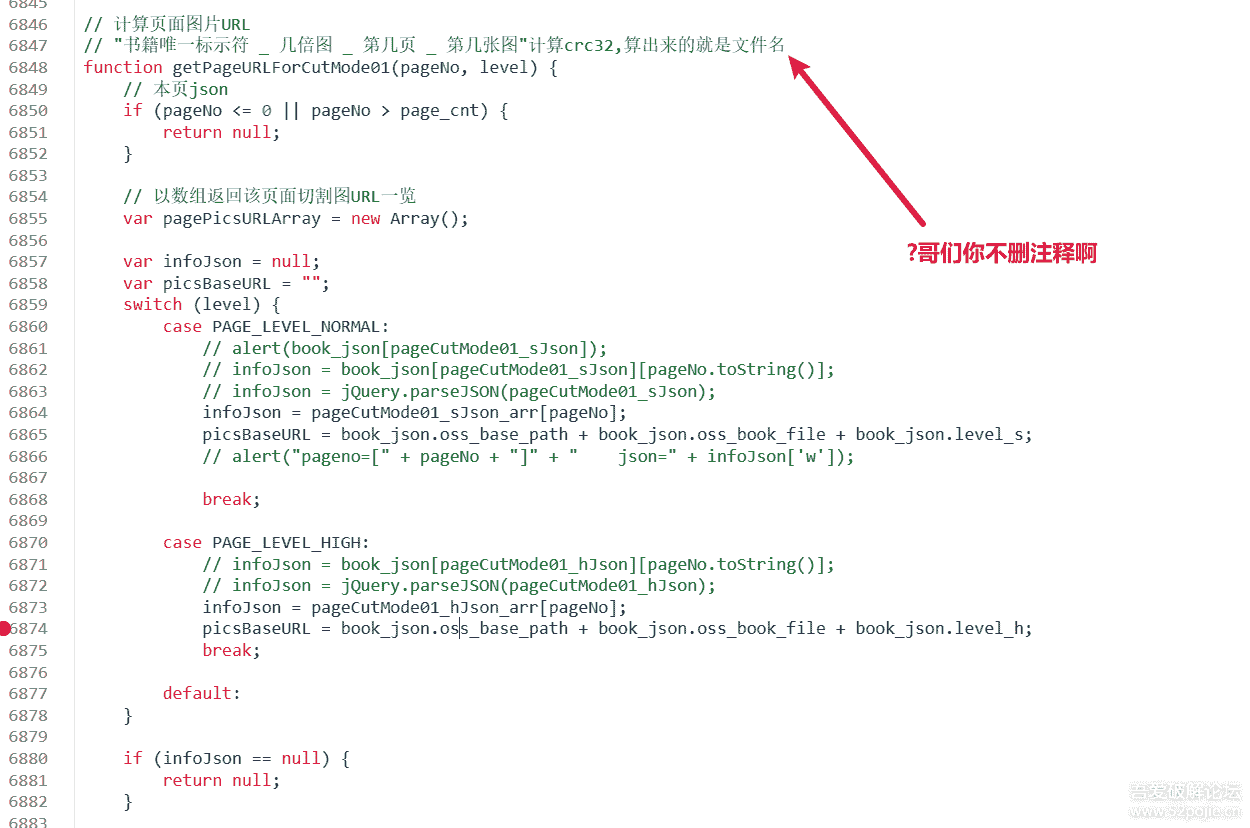 6845
6846 // 计算页面图片URL
6847 // "书籍唯一标示符 _ 几倍图 _ 第几页 _ 第几张图"计算crc32,算出来的就是文件名
6848 function getPageURLForCutMode01(pageNo, level) {
6849 // 本页json
6850 if (pageNo <= 0 || pageNo > page_cnt) {
6851 return null;
6852 }
6853
6854 // 以数组返回该页面切割图URL一览
6855 var pagePicsURLArray = new Array();
6856
6857 var infoJson = null;
?哥们你不删注释啊
6858 var picsBaseURL = "";
6859 switch (level) {
6860 case PAGE_LEVEL_NORMAL:
6861 // alert(book_json[pageCutMode01_sJson]);
6862 // infoJson = book_json[pageCutMode01_sJson][pageNo.toString()];
6863 // infoJson = jQuery.parseJSON(pageCutMode01_sJson);
6864 infoJson = pageCutMode01_sJson_arr[pageNo];
6865 picsBaseURL = book_json.oss_base_path + book_json.oss_book_file + book_json.level_s;
6866 // alert("pageno=[" + pageNo + "]" + "    json=" + infoJson['w']);
6867
6868 break;
6869
6870 case PAGE_LEVEL_HIGH:
6871 // infoJson = book_json[pageCutMode01_hJson][pageNo.toString()];
6872 // infoJson = jQuery.parseJSON(pageCutMode01_hJson);
6873 infoJson = pageCutMode01_hJson_arr[pageNo];
6874 picsBaseURL = book_json.oss_base_path + book_json.oss_book_file + book_json.level_h;
6875 break;
6876
6877 default:
6878 }
6879
6880 if (infoJson == null) {
6881 return null;
6882 }
6883
吾爱破解论坛
www.52pojie.cn